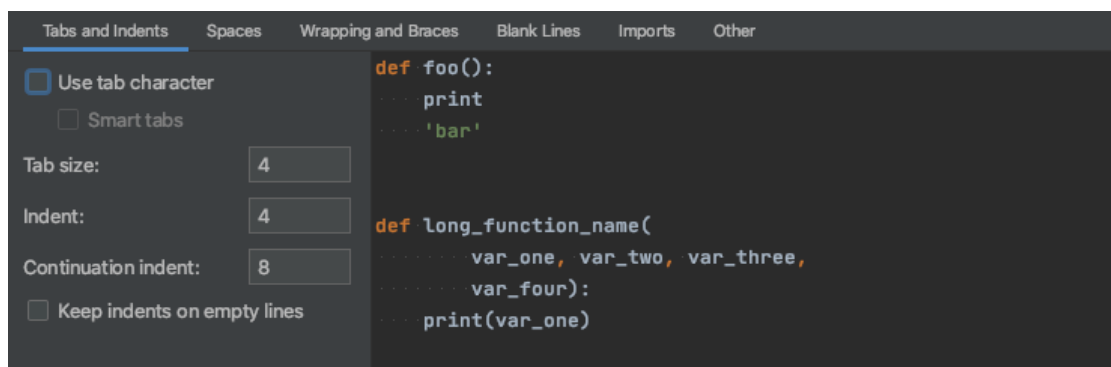 Tabs and Indents Spaces Wrapping and Braces Blank Lines Imports Other
Use tab character
Smart tabs
Tab size: 4
Indent: 4
Continuation indent: 8
Keep indents on empty lines
def foo():
    print
    'bar'
def long_function_name(
        var_one, var_two, var_three,
        var_four):
    print(var_one)